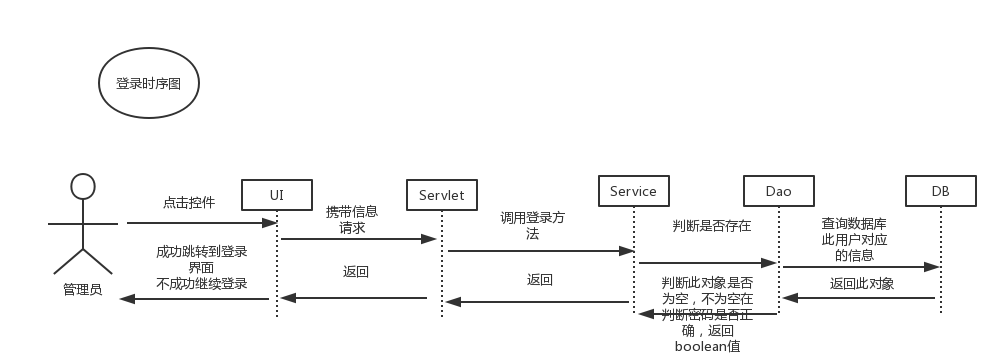 登录时序图
UI
Servlet
Service
Dao
DB
点击控件
携带信息
请求
调用登录方
法
判断是否存在
查询数据库
此用户对应
的信息
成功跳转到登录
界面
不成功继续登录
返回
返回
判断此对象是否
为空，不为空在
判断密码是否正
确，返回
boolean值
返回此对象
管理员